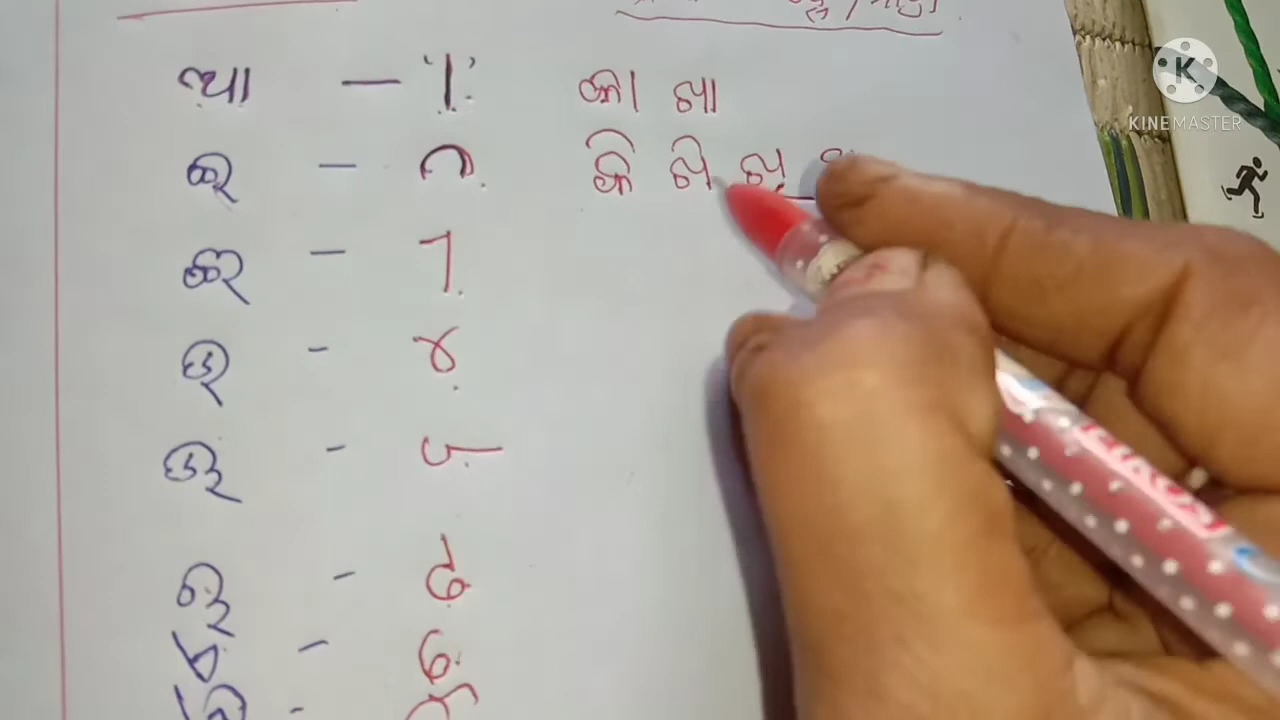 ଆ — ା କା ଖା
ଇ - ି କି ଖି
ଈ - ୀ
ଉ - ୁ
ଊ - ୂ
ଋ - ୃ
ଏ - େ
KINEMASTER